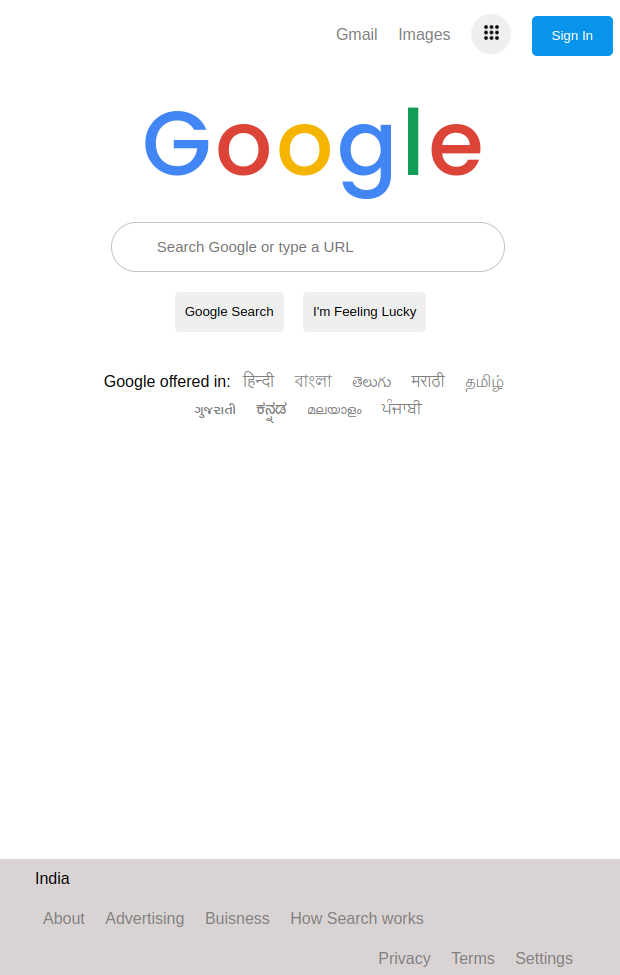 Gmail Images Sign In
Google
Search Google or type a URL
Google Search I'm Feeling Lucky
Google offered in: हिन्दी বাংলা తెలుగు मराठी தமிழ்
ગુજરાતી ಕನ್ನಡ മലയാളം ਪੰਜਾਬੀ
India
About Advertising Buisness How Search works
Privacy Terms Settings